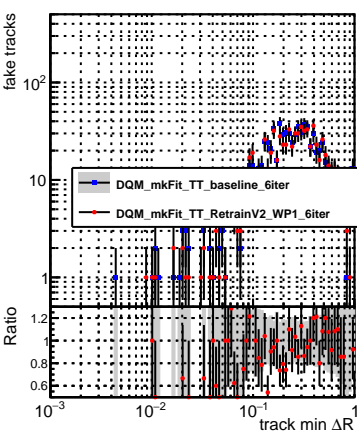 fake tracks
10²
10
1
DQM_mkFit_TT_baseline_6iter
DQM_mkFit_TT_RetrainV2_WP1_6iter
Ratio
1.2
1
0.8
0.6
10⁻³
10⁻²
10⁻¹
1
track min ΔR